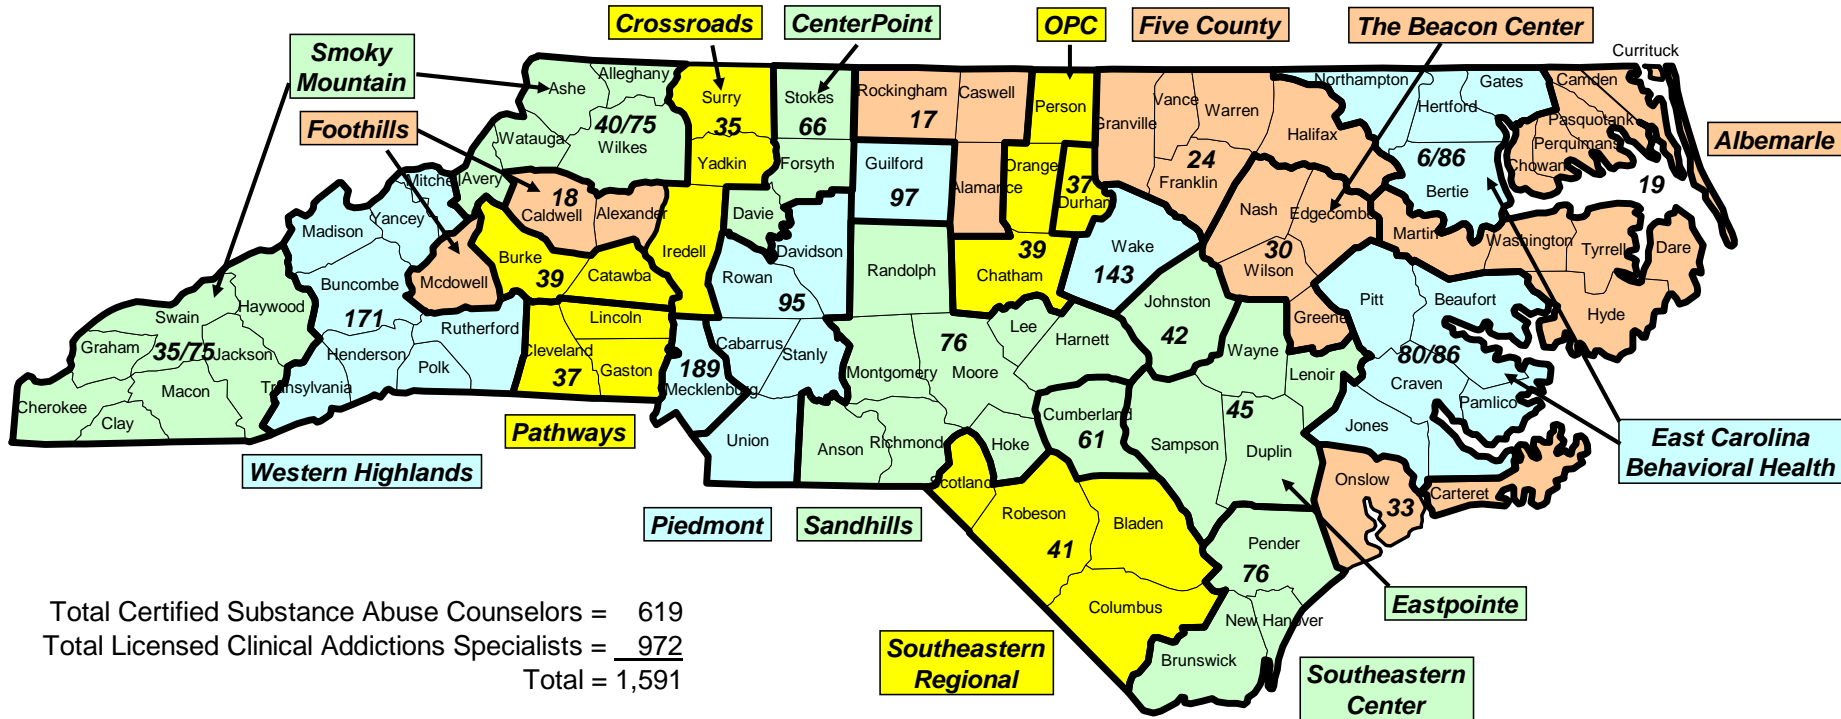 Crossroads
CenterPoint
OPC
Five County
The Beacon Center
Currituck
Smoky
Mountain
Alleghany
Ashe
Surry
35
Stokes
66
Rockingham
17
Caswell
Person
Vance
Warren
Granville
Northampton
Gates
Hertford
Camden
Pasquotank
Perquimans
Chowan
Albemarle
Foothills
Watauga
40/75
Wilkes
Yadkin
Forsyth
Guilford
97
Alamance
Orange
37
Durham
24
Franklin
Halifax
6/86
Bertie
19
Mitche
Avery
Yancey
Madison
18
Caldwell
Alexander
Davie
Davidson
Iredell
Nash
Edgecombe
30
Wilson
Martin
Washington
Tyrrell
Dare
Hyde
Burke
39
Catawba
Mcdowell
Buncombe
171
Rowan
95
Randolph
39
Chatham
Wake
143
Johnston
42
Greene
Pitt
Beaufort
Haywood
Swain
Graham
35/75
Jackson
Macon
Cherokee
Clay
Rutherford
Henderson
Polk
Transylvania
Lincoln
Cleveland
37
Gaston
189
Mecklenburg
Cabarrus
Stanly
Union
76
Montgomery
Moore
Lee
Harnett
Wayne
Lenoir
80/86
Craven
Pamlico
Jones
Cumberland
61
45
Sampson
Duplin
Anson
Richmond
Hoke
Scotland
Pathways
Western Highlands
Piedmont
Sandhills
Robeson
41
Bladen
Columbus
Onslow
33
Carteret
East Carolina
Behavioral Health
Pender
76
New Hanover
Brunswick
Eastpointe
Southeastern
Regional
Southeastern
Center
Total Certified Substance Abuse Counselors = 619
Total Licensed Clinical Addictions Specialists = 972
Total = 1,591